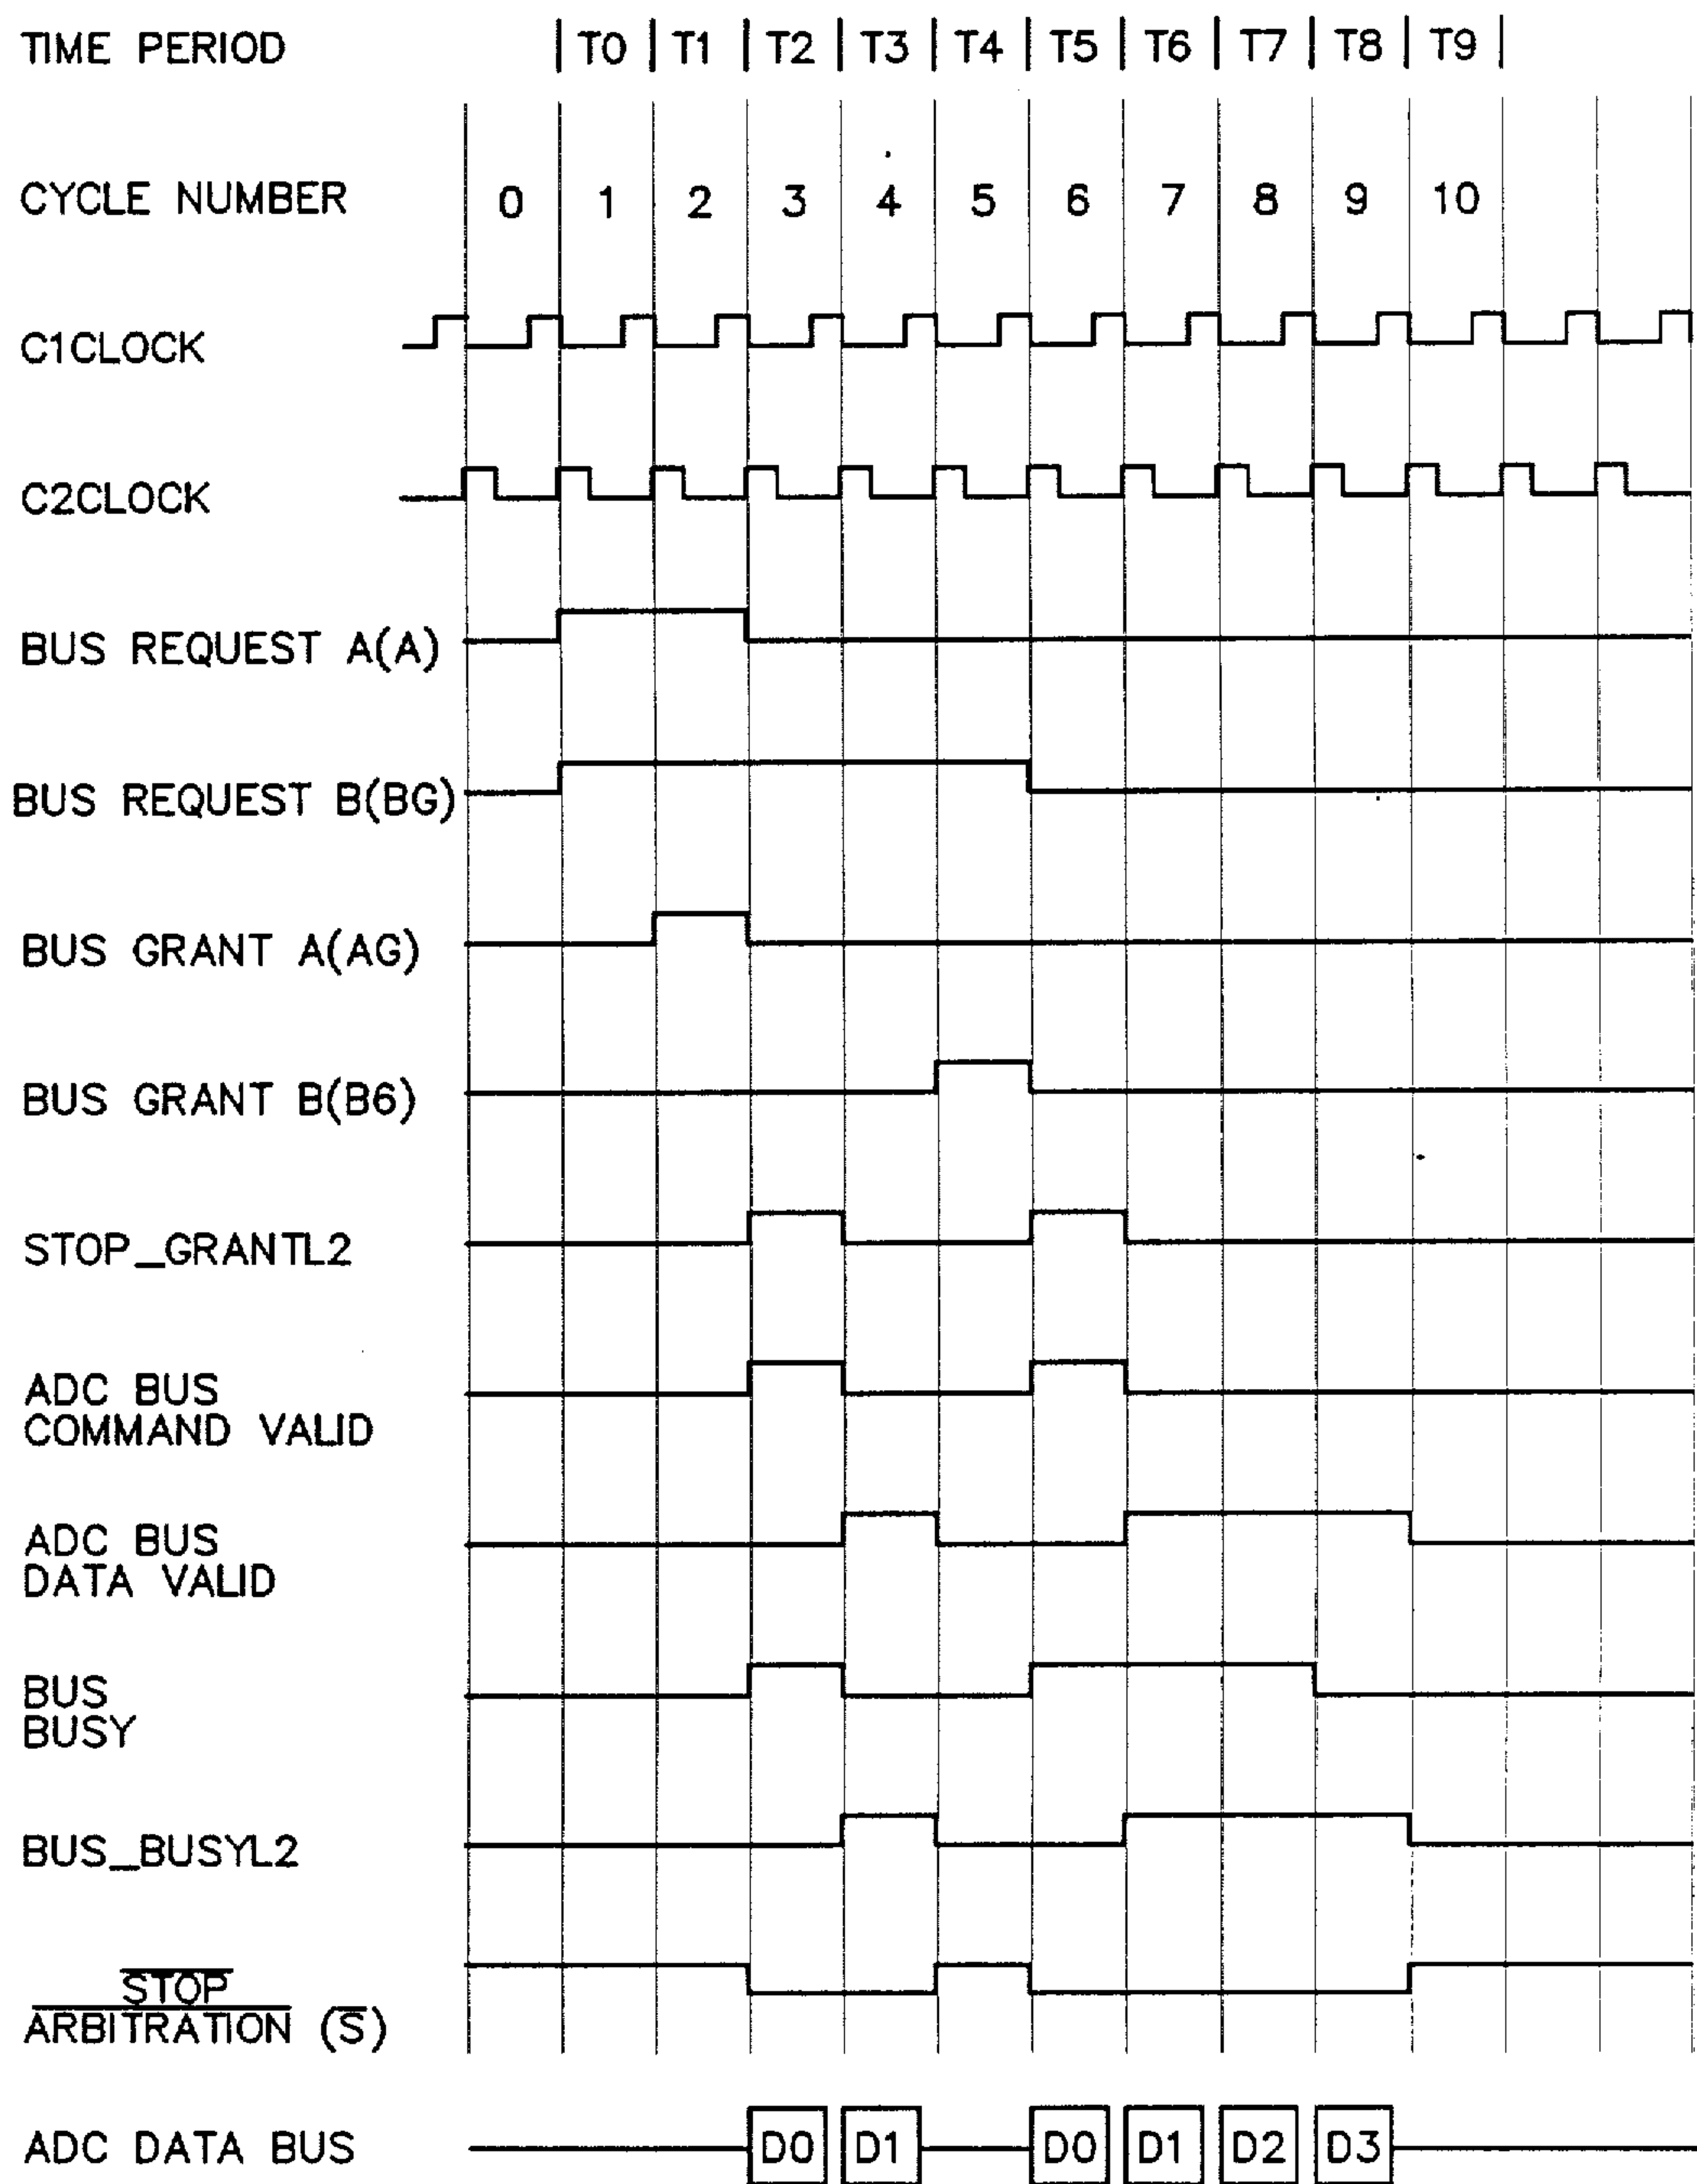 TIME PERIOD | T0 | T1 | T2 | T3 | T4 | T5 | T6 | T7 | T8 | T9 |
CYCLE NUMBER 0 1 2 3 4 5 6 7 8 9 10
C1CLOCK
C2CLOCK
BUS REQUEST A(A)
BUS REQUEST B(BG)
BUS GRANT A(AG)
BUS GRANT B(B6)
STOP_GRANTL2
ADC BUS
COMMAND VALID
ADC BUS
DATA VALID
BUS
BUSY
BUS_BUSYL2
STOP
ARBITRATION (S̅)
ADC DATA BUS D0 D1 D0 D1 D2 D3